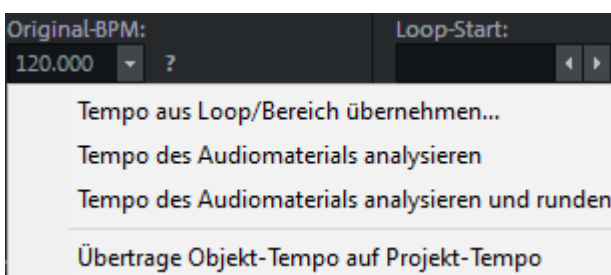 Original-BPM: Loop-Start:
120.000 ?
Tempo aus Loop/Bereich übernehmen...
Tempo des Audiomaterials analysieren
Tempo des Audiomaterials analysieren und runden
Übertrage Objekt-Tempo auf Projekt-Tempo